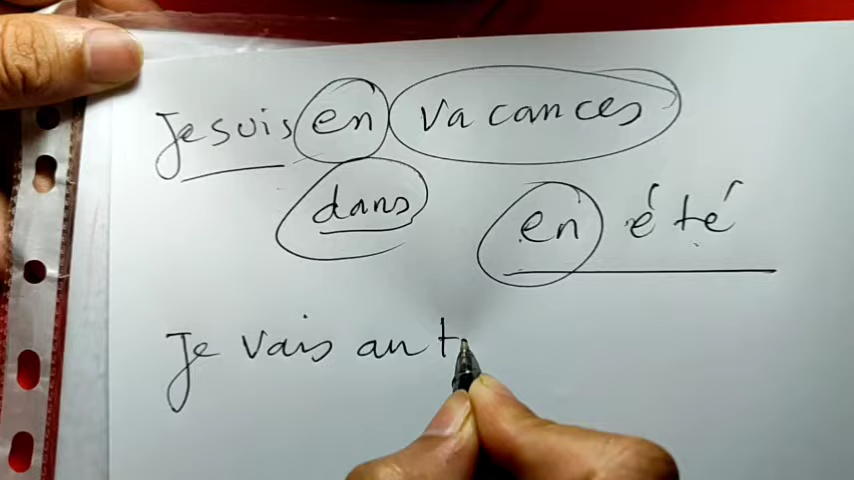 Je suis en vacances
dans en été
Je vais au t